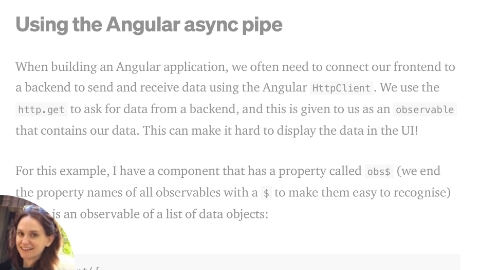 Using the Angular async pipe
When building an Angular application, we often need to connect our frontend to
a backend to send and receive data using the Angular HttpClient. We use the
http.get to ask for data from a backend, and this is given to us as an observable
that contains our data. This can make it hard to display the data in the UI!
For this example, I have a component that has a property called obs$ (we end
the property names of all observables with a $ to make them easy to recognise)
is an observable of a list of data objects: